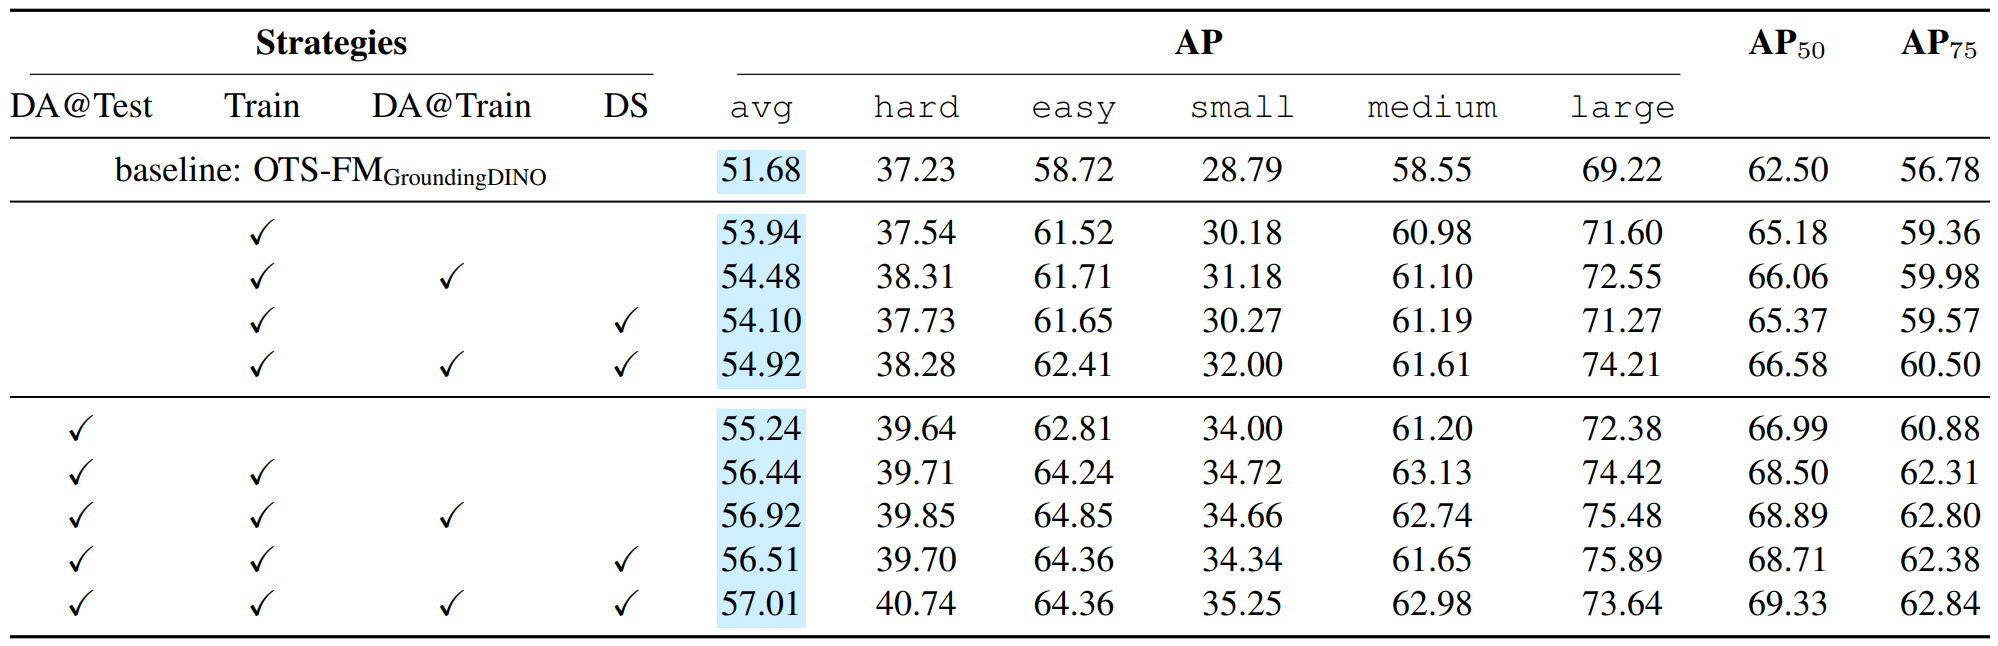 Strategies AP AP50 AP75
DA@Test Train DA@Train DS avg hard easy small medium large
baseline: OTS-FMGroundingDINO 51.68 37.23 58.72 28.79 58.55 69.22 62.50 56.78
✓ 53.94 37.54 61.52 30.18 60.98 71.60 65.18 59.36
✓ ✓ 54.48 38.31 61.71 31.18 61.10 72.55 66.06 59.98
✓ ✓ 54.10 37.73 61.65 30.27 61.19 71.27 65.37 59.57
✓ ✓ ✓ 54.92 38.28 62.41 32.00 61.61 74.21 66.58 60.50
✓ 55.24 39.64 62.81 34.00 61.20 72.38 66.99 60.88
✓ ✓ 56.44 39.71 64.24 34.72 63.13 74.42 68.50 62.31
✓ ✓ ✓ 56.92 39.85 64.85 34.66 62.74 75.48 68.89 62.80
✓ ✓ ✓ 56.51 39.70 64.36 34.34 61.65 75.89 68.71 62.38
✓ ✓ ✓ ✓ 57.01 40.74 64.36 35.25 62.98 73.64 69.33 62.84